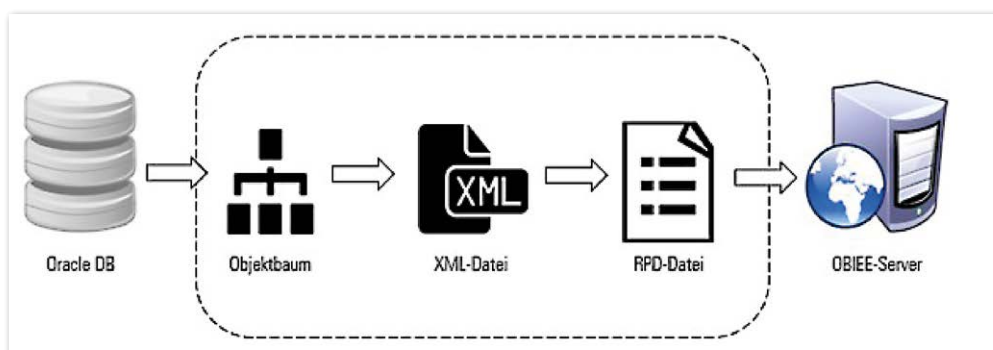 XML
Oracle DB
Objektbaum
XML-Datei
RPD-Datei
OBIEE-Server